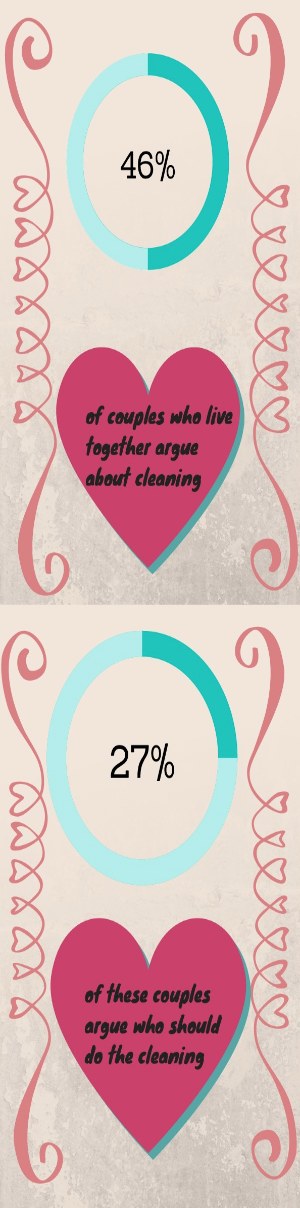 46%
of couples who live
together argue
about cleaning
27%
of these couples
argue who should
do the cleaning